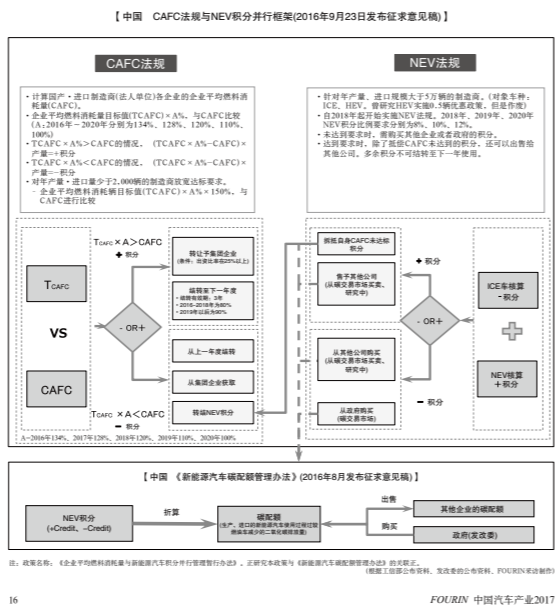 【中国 CAFC法规与NEV积分并行框架(2016年9月23日发布征求意见稿)】
CAFC法规
・计算国产・进口制造商(法人单位)各企业的企业平均燃料消
耗量(CAFC)。
・企业平均燃料消耗量目标值(TCAFC)×A%、与CAFC比较
(A:2016年~2020年分别为134%、128%、120%、110%、
100%)
・TCAFC×A%>CAFC的情况, (TCAFC×A%-CAFC)×
产量=+积分
・TCAFC×A%<CAFC的情况, (TCAFC×A%-CAFC)×
产量=-积分
・对年产量・进口量少于2,000辆的制造商放宽达标要求。
- 企业平均燃料消耗辆目标值(TCAFC)×A%×150%、与
CAFC进行比较
NEV法规
・针对年产量、进口规模大于5万辆的制造商。(对象车种:
ICE、HEV。曾研究HEV实施0.5辆优惠政策、但是作废)
・自2018年起开始实施NEV法规。2018年、2019年、2020年
NEV积分比例要求分别为8%、10%、12%。
・未达到要求时、需购买其他企业或者政府的积分。
・达到要求时、除了抵偿CAFC未达到的积分、还可以出售给
其他公司。多余积分不可结转至下一年使用。
TCAFC
VS
CAFC
TCAFC×A>CAFC
+ 积分
- OR+
TCAFC ×A<CAFC
- 积分
转让子集团企业
(条件:出资比率在25%以上)
结转至下一年度
・结转有效期:3年
・2016-2018年为80%
・2019年以后为90%
从上一年度结转
从集团企业获取
转结NEV积分
A=2016年134%、2017年128%、2018年120%、2019年110%、2020年100%
拆抵自身CAFC未达标
积分
售予其他公司
(从碳交易市场买卖、
研究中)
从其他公司购买
(从碳交易市场买卖、
研究中)
从政府购买
(碳交易市场)
+ 积分
- OR+
- 积分
ICE车核算
-积分
NEV核算
+积分
【中国 《新能源汽车碳配额管理办法》(2016年8月发布征求意见稿)】
NEV积分
(+Credit、-Credit)
折算
碳配额
(生产、进口的新能源汽车使用过程过较
燃油车减少的二氧化碳排放量)
出售
购买
其他企业的碳配额
政府(发改委)
注:政策名称:《企业平均燃料消耗量与新能源汽车积分并行管理暂行办法》。正研究本政策与《新能源汽车碳配额管理办法》的关联正。
(根据工信部公布资料、发改委的公布资料、FOURIN采访制作)
16
FOURIN 中国汽车产业2017